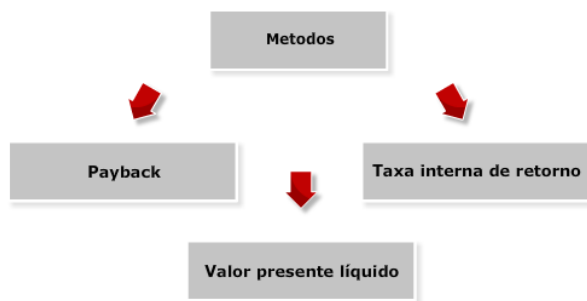 Metodos
Payback
Taxa interna de retorno
Valor presente líquido